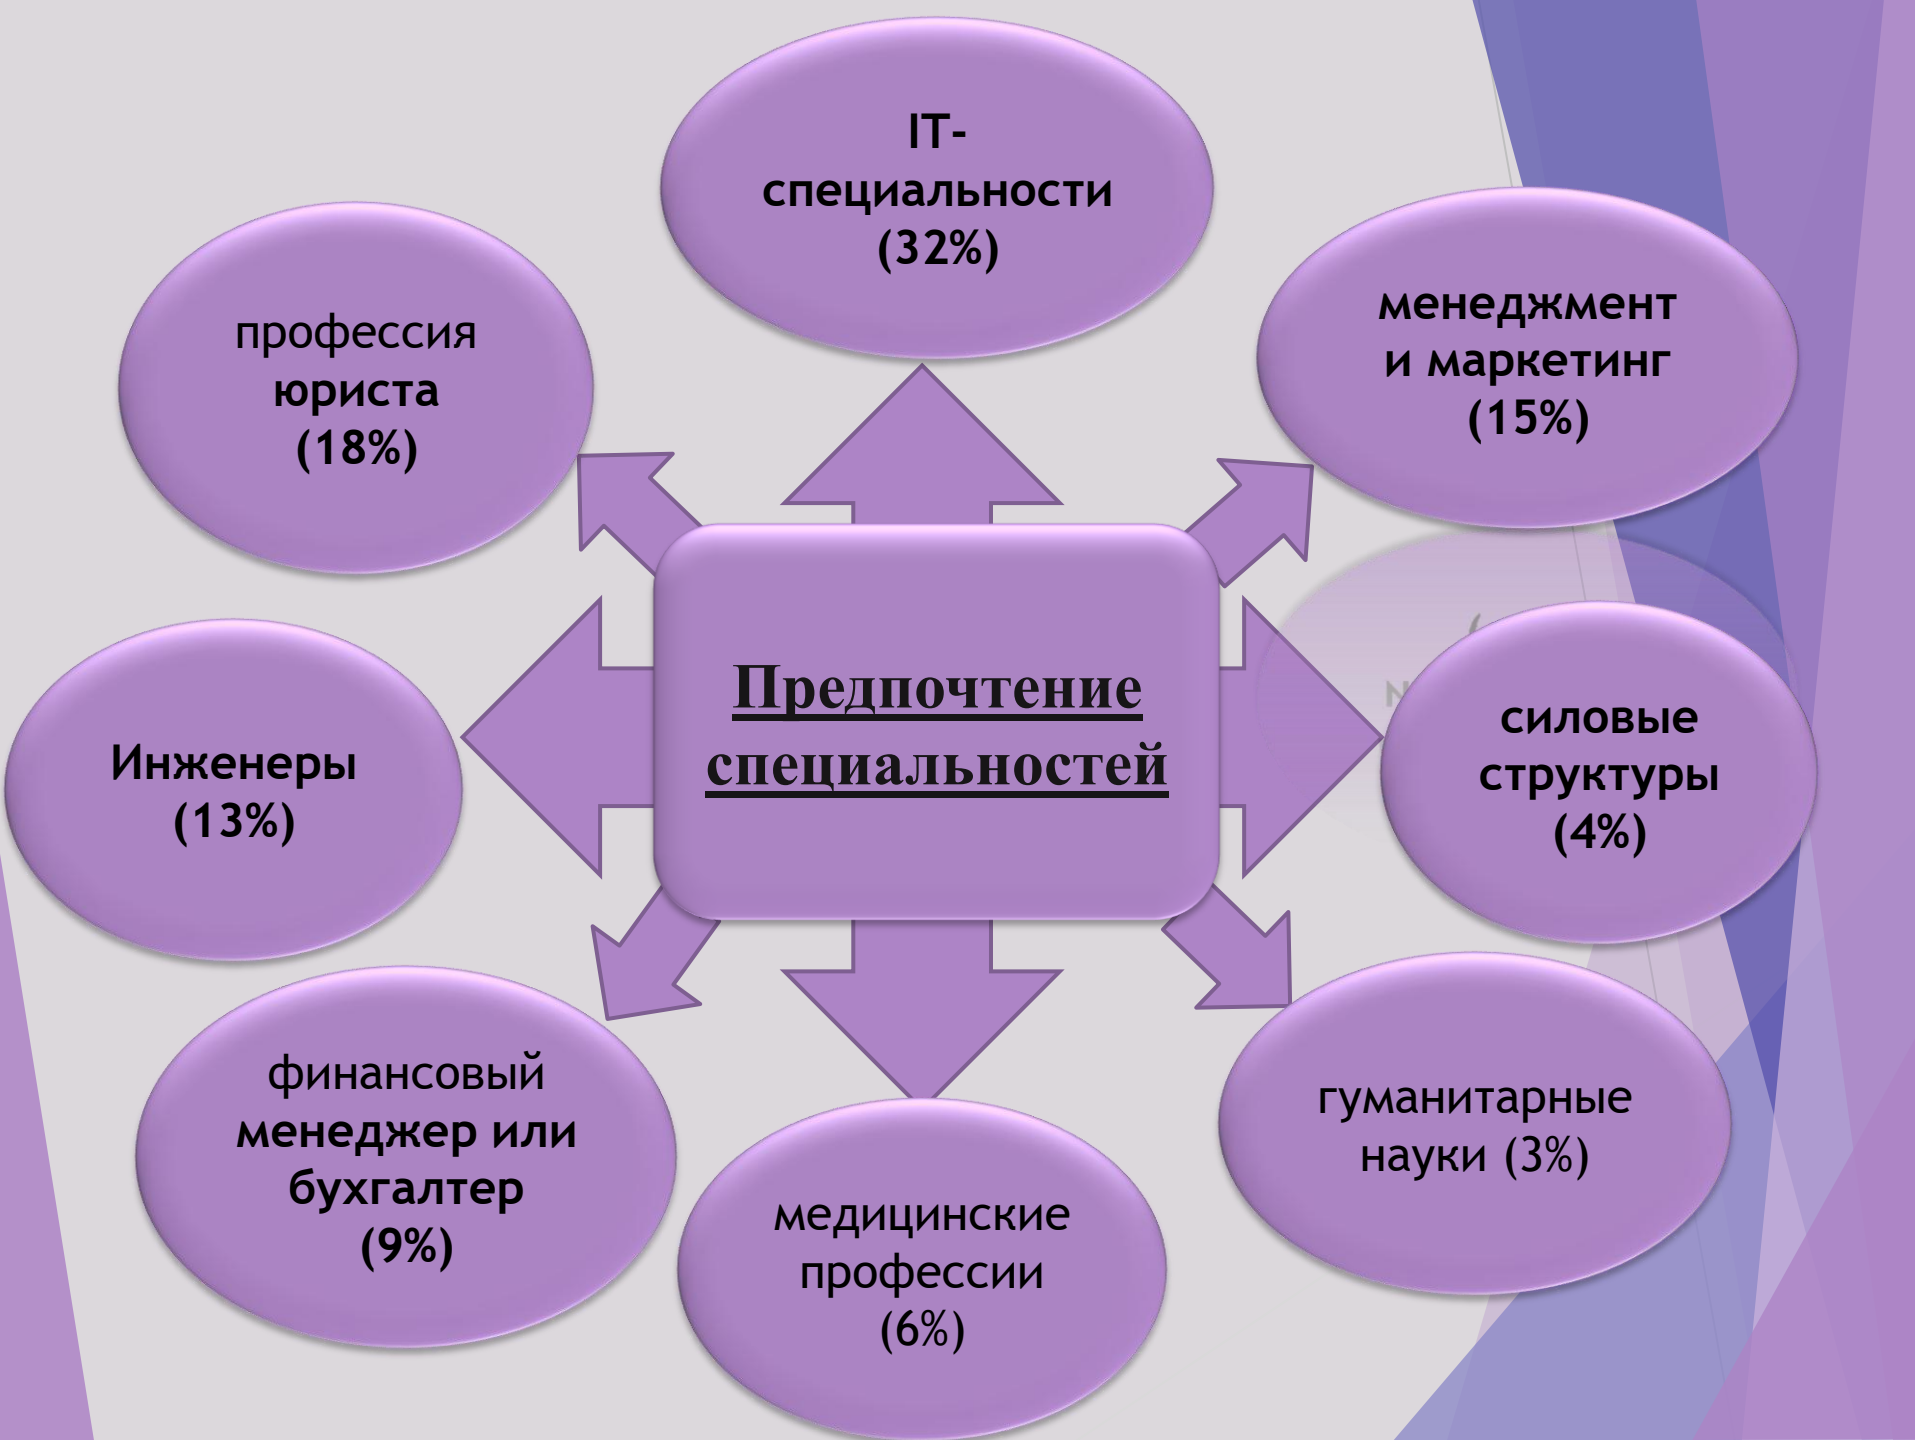 IT-
специальности
(32%)
профессия
юриста
(18%)
менеджмент
и маркетинг
(15%)
Инженеры
(13%)
Предпочтение
специальностей
силовые
структуры
(4%)
финансовый
менеджер или
бухгалтер
(9%)
медицинские
профессии
(6%)
гуманитарные
науки (3%)